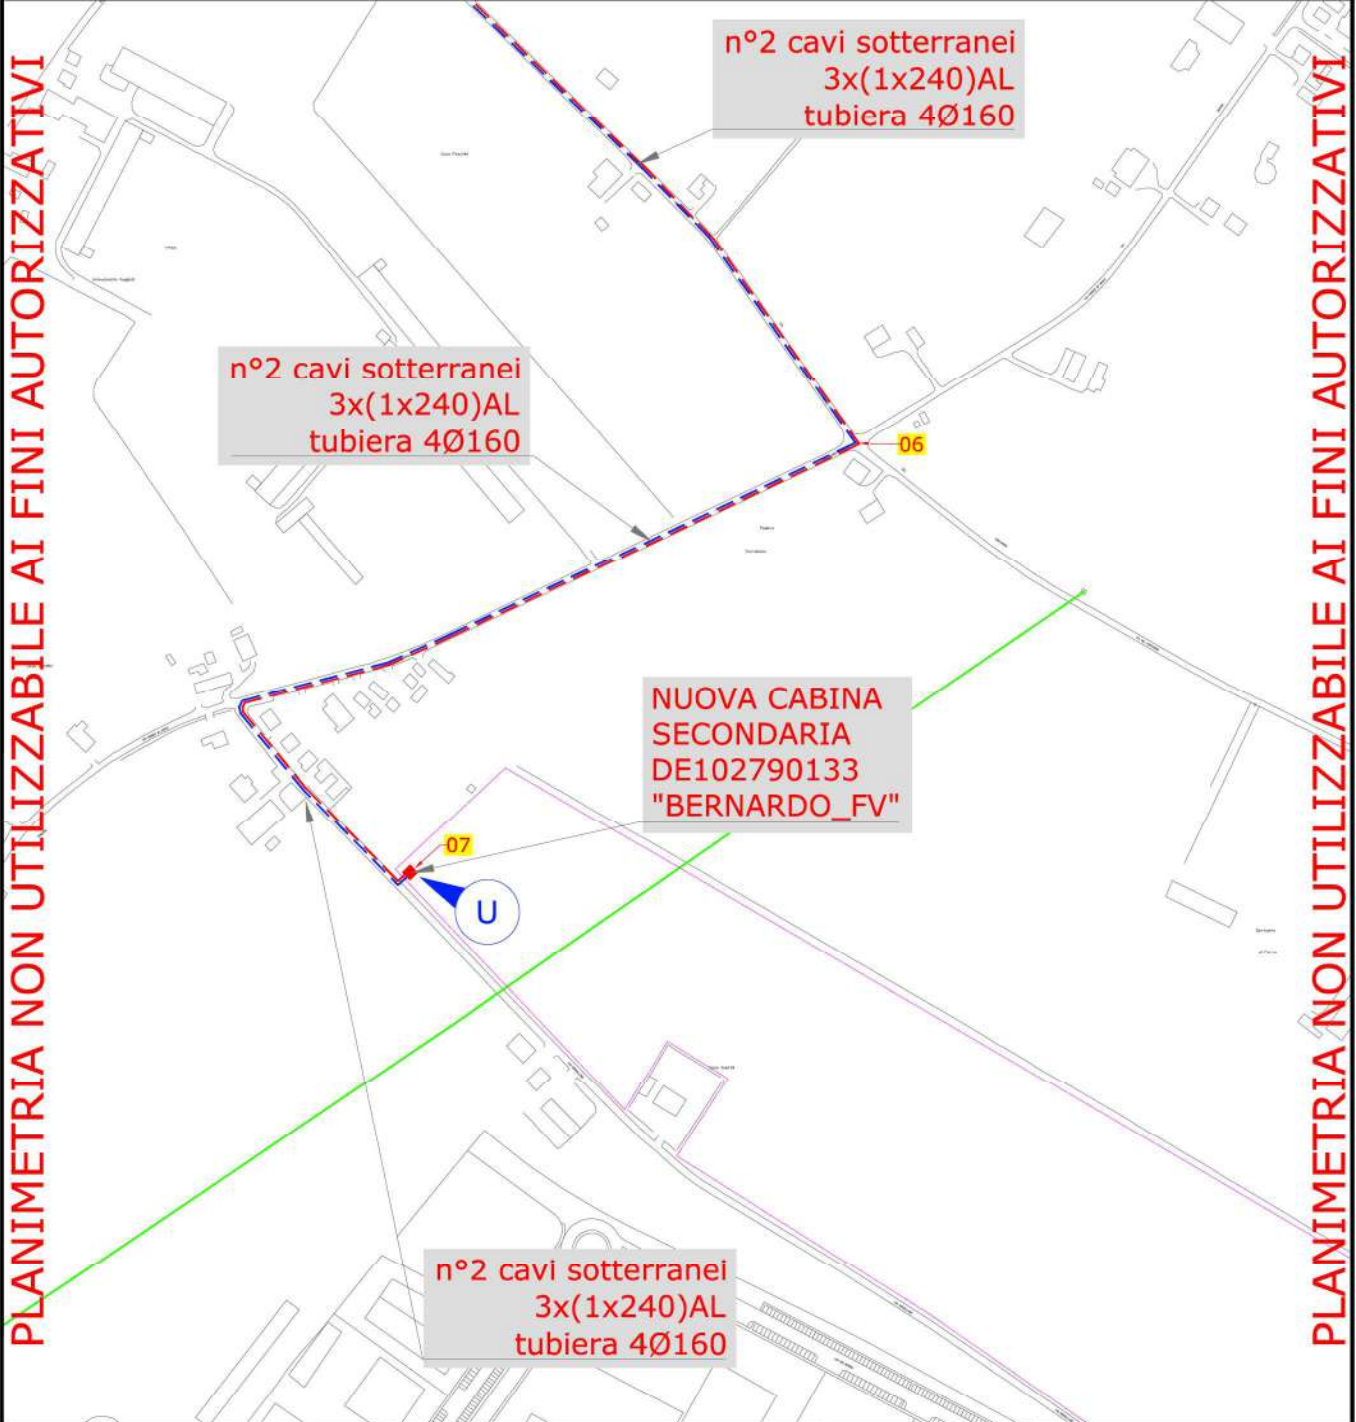 PLANIMETRIA NON UTILIZZABILE AI FINI AUTORIZZATIVI
n°2 cavi sotterranei
3x(1x240)AL
tubiera 4Ø160
n°2 cavi sotterranei
3x(1x240)AL
tubiera 4Ø160
06
NUOVA CABINA
SECONDARIA
DE102790133
"BERNARDO_FV"
07
U
n°2 cavi sotterranei
3x(1x240)AL
tubiera 4Ø160
PLANIMETRIA NON UTILIZZABILE AI FINI AUTORIZZATIVI